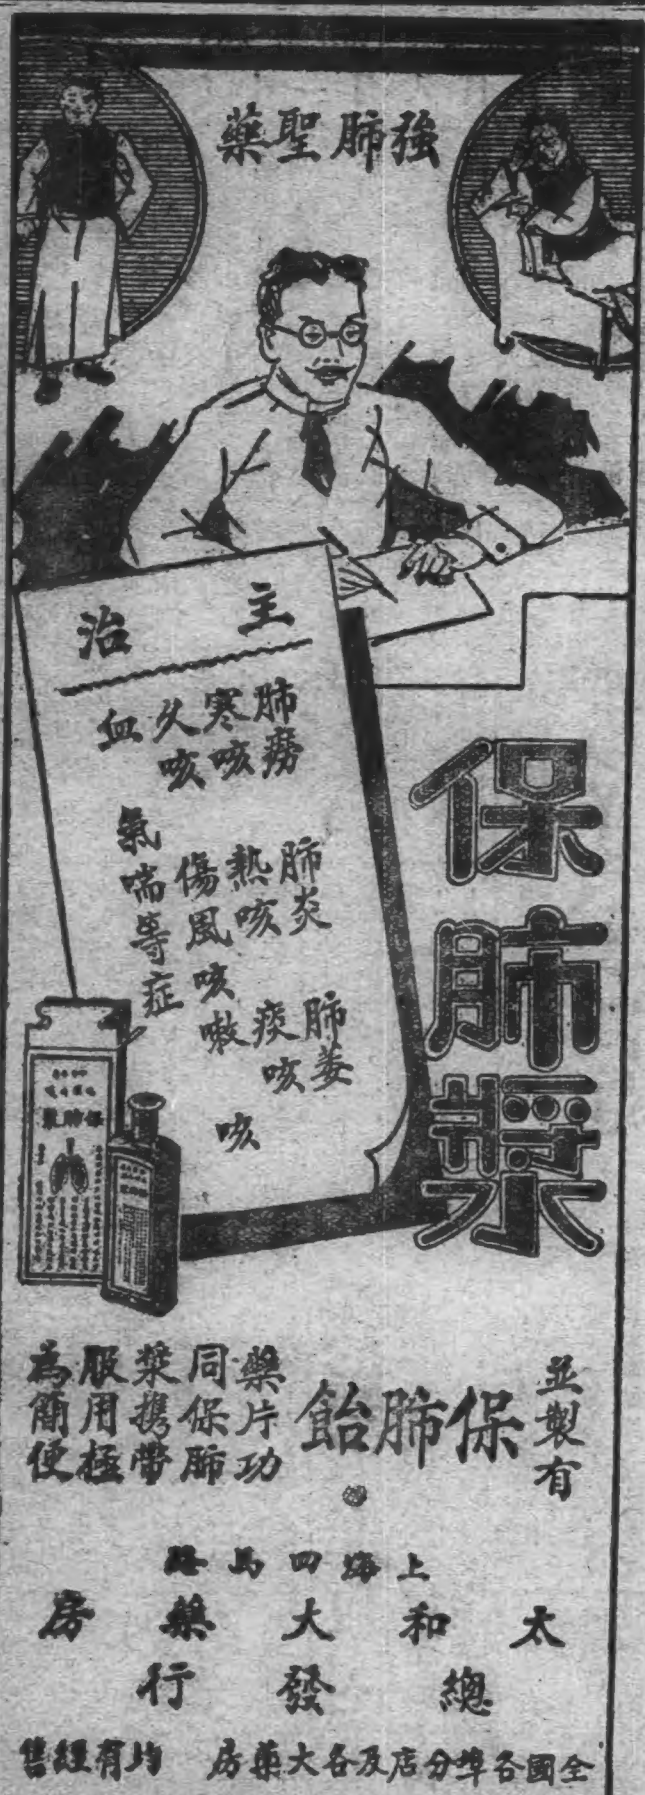 強肺聖藥
主治
肺癆 肺炎 肺萎
寒咳 熱咳 痰咳
久咳 傷風咳嗽 咳
血 氣喘等症
保肺漿
保肺漿
並製有
保肺飴
藥片功
同保肺
漿携帶
服用極
為簡便
上海四馬路
太和大藥房
總發行
全國各埠分店及各大藥房 均有經售